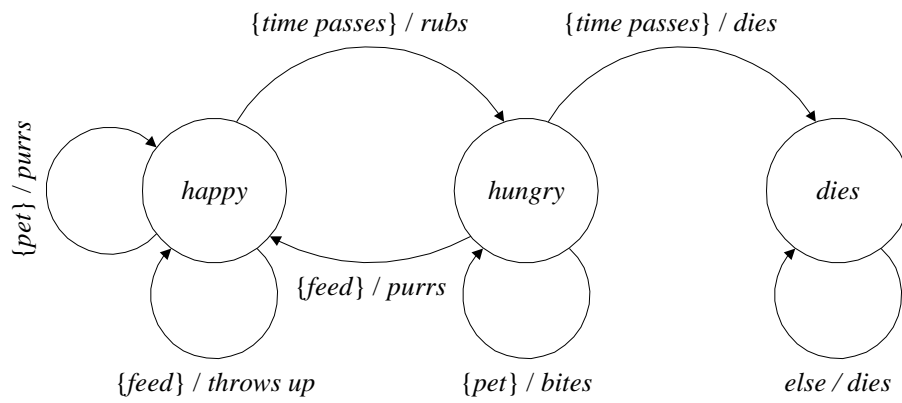 {time passes} / rubs
{time passes} / dies
{pet} / purrs
happy
hungry
dies
{feed} / purrs
{feed} / throws up
{pet} / bites
else / dies